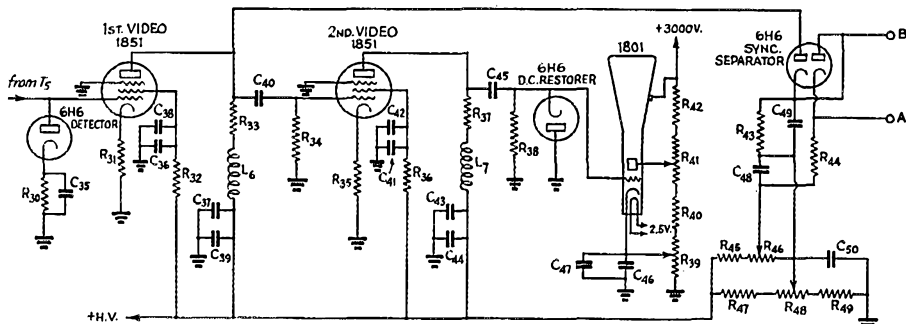 1ST. VIDEO
1851
from T5
6H6
DETECTOR
R30
C35
R31
C38
C36
R32
R33
C40
L6
C37
C39
+H.V.
2ND. VIDEO
1851
R34
R35
C42
C41
R36
R37
L7
C43
C44
C45
R38
6H6
D.C. RESTORER
1801
+3000V.
R42
R41
R40
R39
2.5V.
C47
C46
6H6
SYNC.
SEPARATOR
B
A
R43
C49
C48
R44
R45
R46
C50
R47
R48
R49